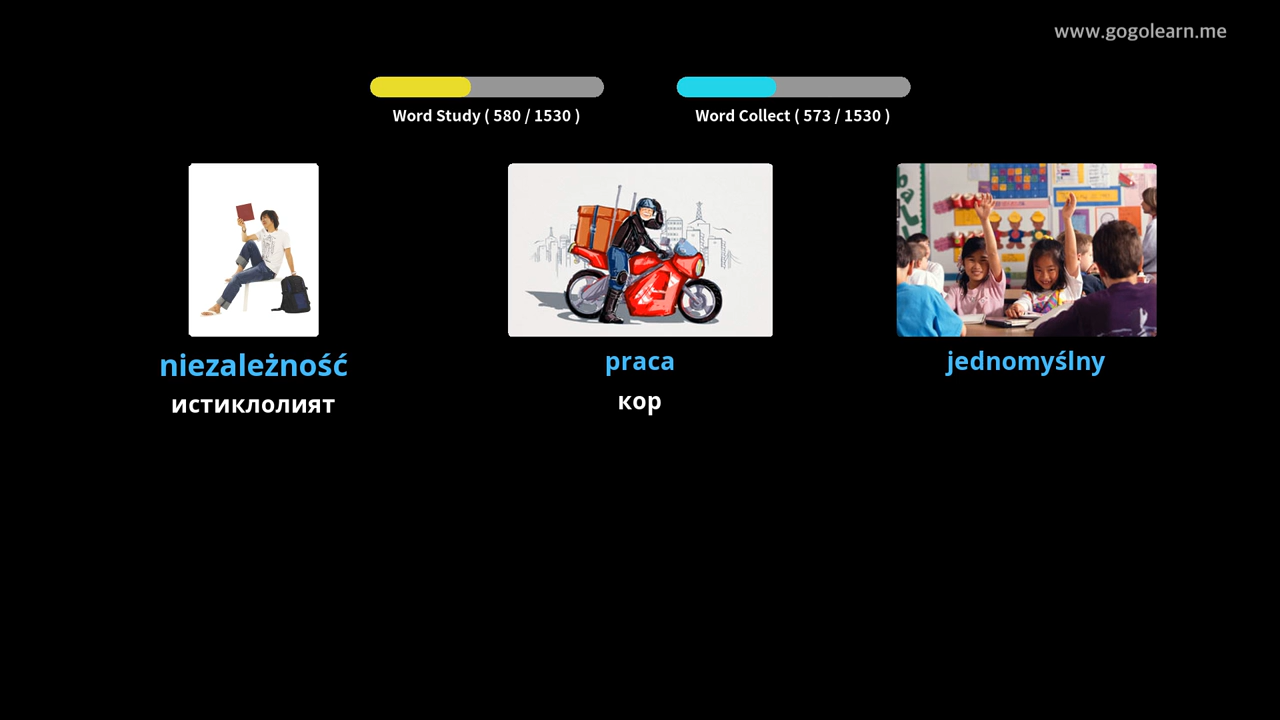 www.gogolearn.me
Word Study ( 580 / 1530 )
Word Collect ( 573 / 1530 )
niezależność
истиклолият
praca
кор
jednomyślny